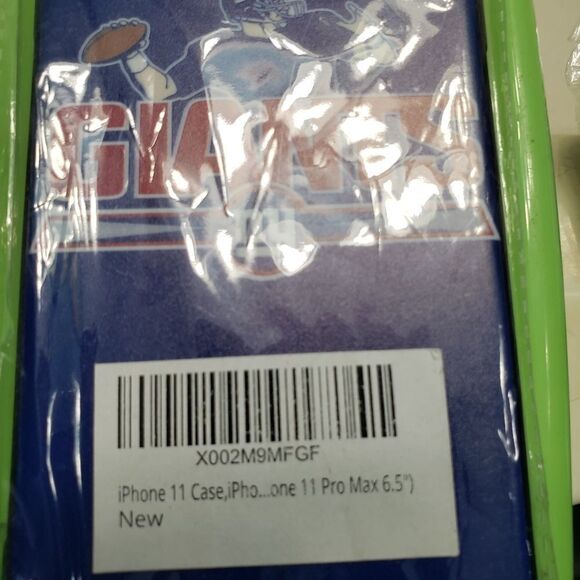 GIANTS
X002M9MFGF
iPhone 11 Case,iPho...one 11 Pro Max 6.5")
New